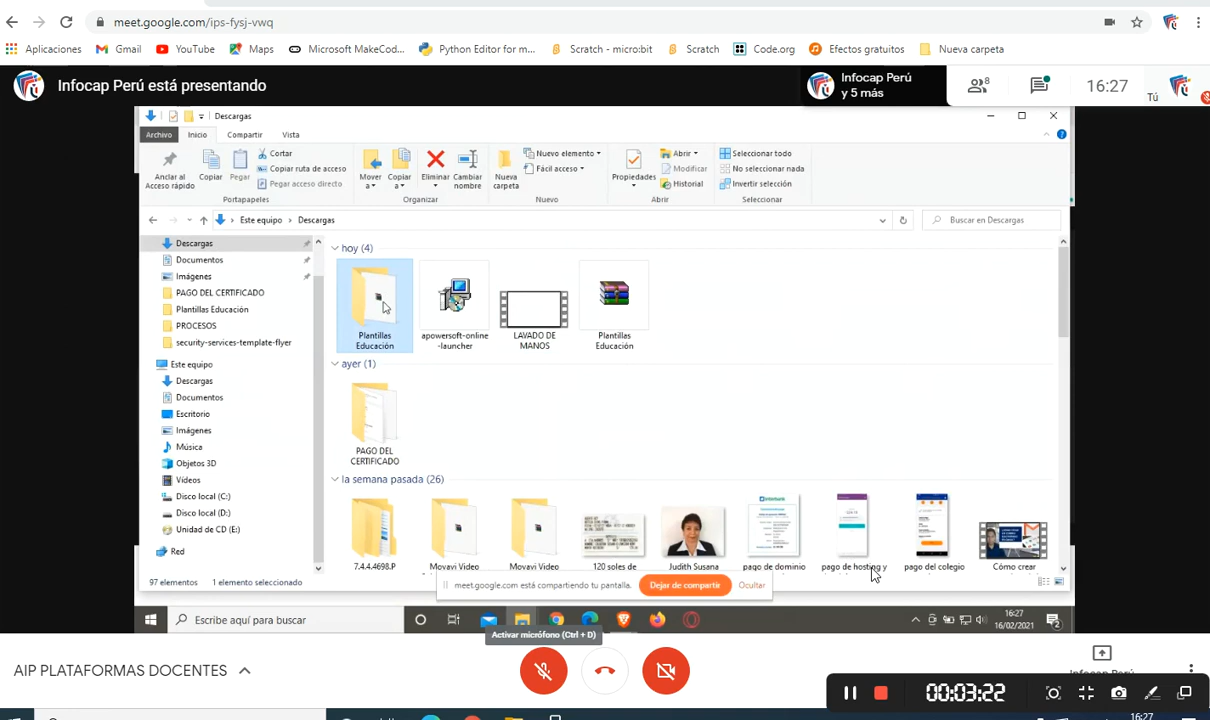 meet.google.com/ips-fysj-vwq
Aplicaciones Gmail YouTube Maps Microsoft MakeCod... Python Editor for m... Scratch - micro:bit Scratch Code.org Efectos gratuitos Nueva carpeta
Infocap Perú está presentando
Infocap Perú
y 5 más
8
16:27
Tú
Descargas
Archivo Inicio Compartir Vista
Anclar al
Acceso rápido
Copiar
Pegar
Cortar
Copiar ruta de acceso
Pegar acceso directo
Portapapeles
Mover
a
Copiar
a
Eliminar
Cambiar
nombre
Organizar
Nueva
carpeta
Nuevo elemento
Fácil acceso
Nuevo
Propiedades
Abrir
Modificar
Historial
Abrir
Seleccionar todo
No seleccionar nada
Invertir selección
Seleccionar
Este equipo Descargas
Buscar en Descargas
Descargas
Documentos
Imágenes
PAGO DEL CERTIFICADO
Plantillas Educación
PROCESOS
security-services-template-flyer
Este equipo
Descargas
Documentos
Escritorio
Imágenes
Música
Objetos 3D
Vídeos
Disco local (C:)
Disco local (D:)
Unidad de CD (E:)
Red
hoy (4)
Plantillas
Educación
apowersoft-online
-launcher
LAVADO DE
MANOS
Plantillas
Educación
ayer (1)
PAGO DEL
CERTIFICADO
la semana pasada (26)
interbank
7.4.4.4698.P
Movavi Video
Movavi Video
120 soles de
Judith Susana
pago de dominio
pago de hosting y
pago del colegio
Cómo crear
97 elementos 1 elemento seleccionado
meet.google.com está compartiendo tu pantalla. Dejar de compartir Ocultar
Escribe aquí para buscar
16:27
16/02/2021
2
Activar micrófono (Ctrl + D)
AIP PLATAFORMAS DOCENTES
00:03:22
16:27